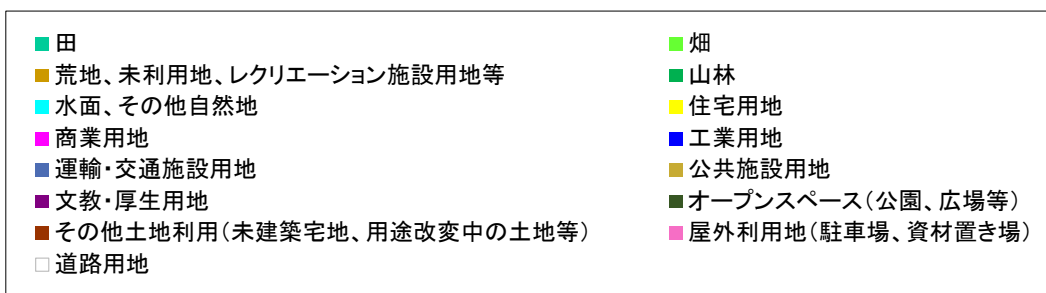 田
畑
荒地、未利用地、レクリエーション施設用地等
山林
水面、その他自然地
住宅用地
商業用地
工業用地
運輸・交通施設用地
公共施設用地
文教・厚生用地
オープンスペース（公園、広場等）
その他土地利用（未建築宅地、用途改変中の土地等）
屋外利用地（駐車場、資材置き場）
道路用地